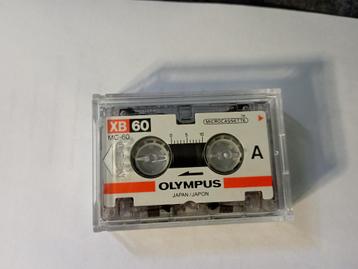 XB 60
MICROCASSETTE
MC-60
0 5 10
A
OLYMPUS
JAPAN/JAPON